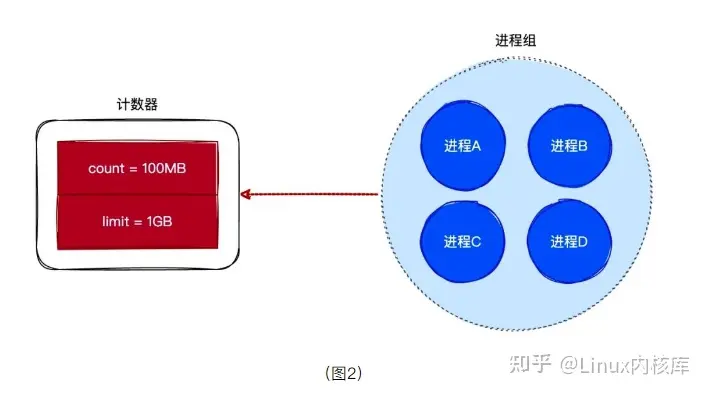 进程组
计数器
count = 100MB
limit = 1GB
进程A
进程B
进程C
进程D
(图2)
知乎 @Linux内核库